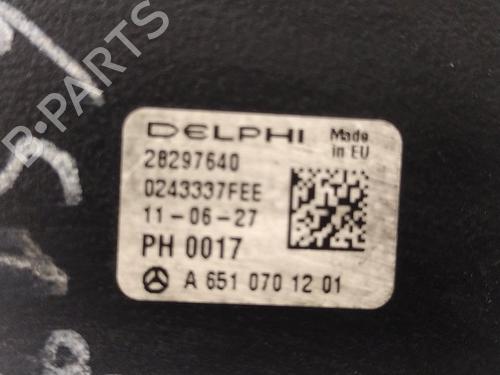 B-PARTS
DELPHI Made in EU
28297640
0243337FEE
11-06-27
PH 0017
A 651 070 12 01